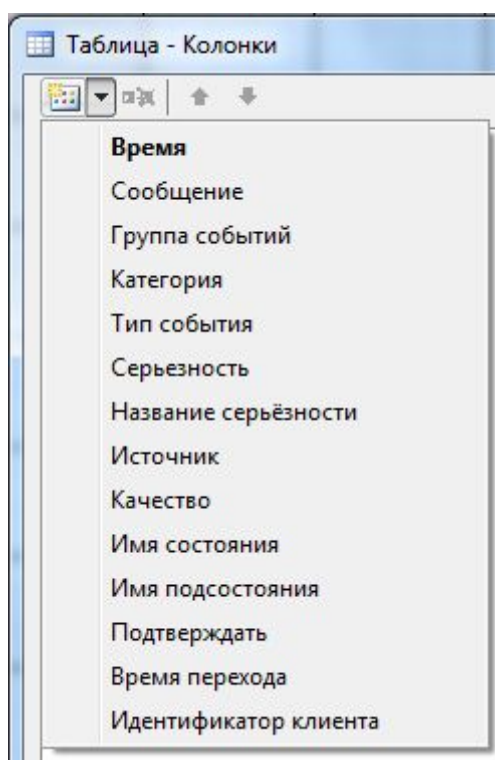 Таблица - Колонки
Время
Сообщение
Группа событий
Категория
Тип события
Серьезность
Название серьёзности
Источник
Качество
Имя состояния
Имя подсостояния
Подтверждать
Время перехода
Идентификатор клиента